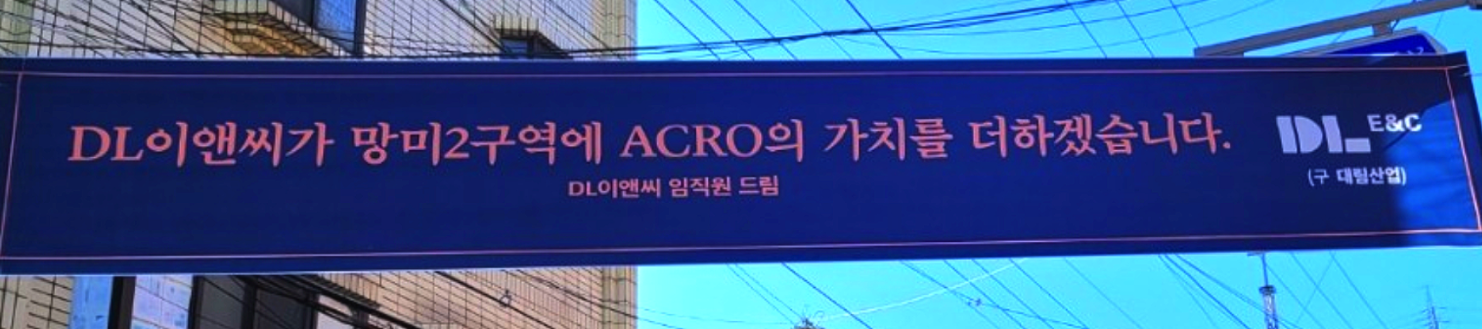 DL이앤씨가 망미2구역에 ACRO의 가치를 더하겠습니다.
DL이앤씨 임직원 드림
DL E&C
(구 대림산업)